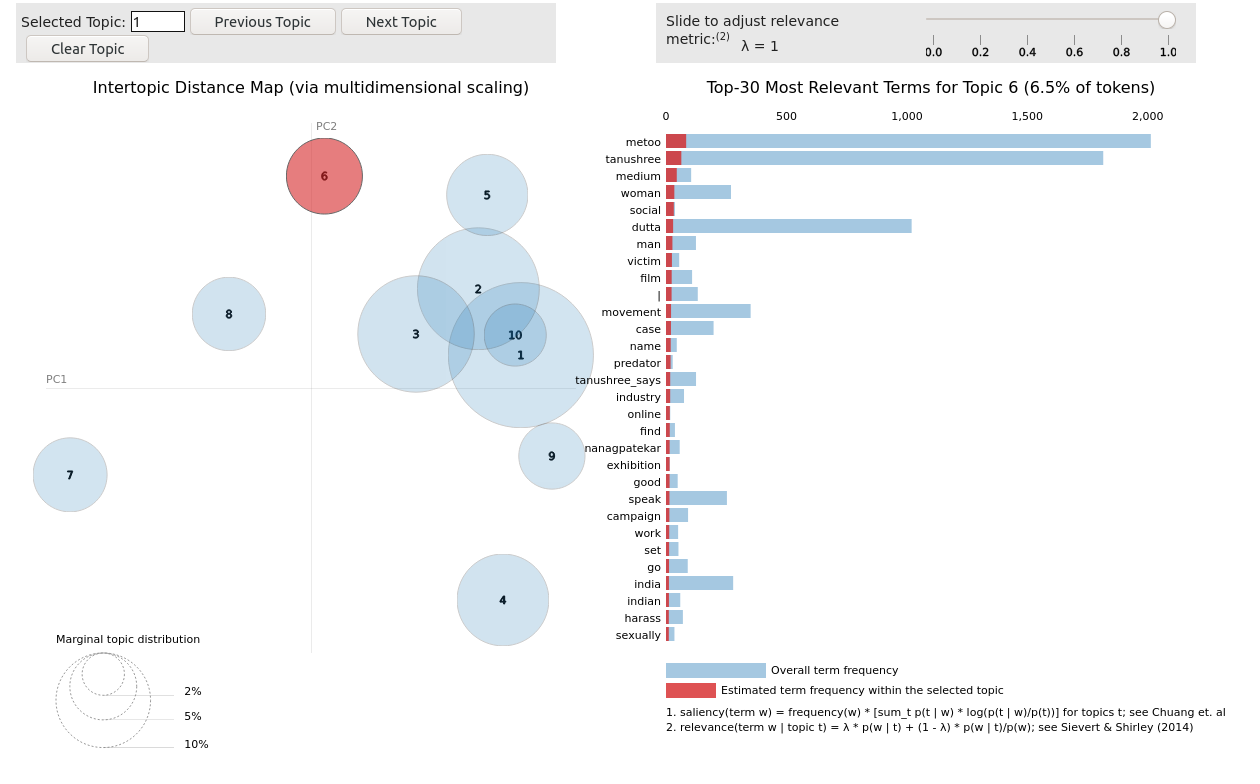 Selected Topic: 1 Previous Topic Next Topic
Clear Topic
Slide to adjust relevance
metric:(2) λ = 1
0.0 0.2 0.4 0.6 0.8 1.0
Intertopic Distance Map (via multidimensional scaling)
PC2
PC1
6
5
2
8
3
10
1
9
7
4
Marginal topic distribution
2%
5%
10%
Top-30 Most Relevant Terms for Topic 6 (6.5% of tokens)
0 500 1,000 1,500 2,000
metoo
tanushree
medium
woman
social
dutta
man
victim
film
|
movement
case
name
predator
tanushree_says
industry
online
find
nanagpatekar
exhibition
good
speak
campaign
work
set
go
india
indian
harass
sexually
Overall term frequency
Estimated term frequency within the selected topic
1. saliency(term w) = frequency(w) * [sum_t p(t | w) * log(p(t | w)/p(t))] for topics t; see Chuang et. al
2. relevance(term w | topic t) = λ * p(w | t) + (1 - λ) * p(w | t)/p(w); see Sievert & Shirley (2014)